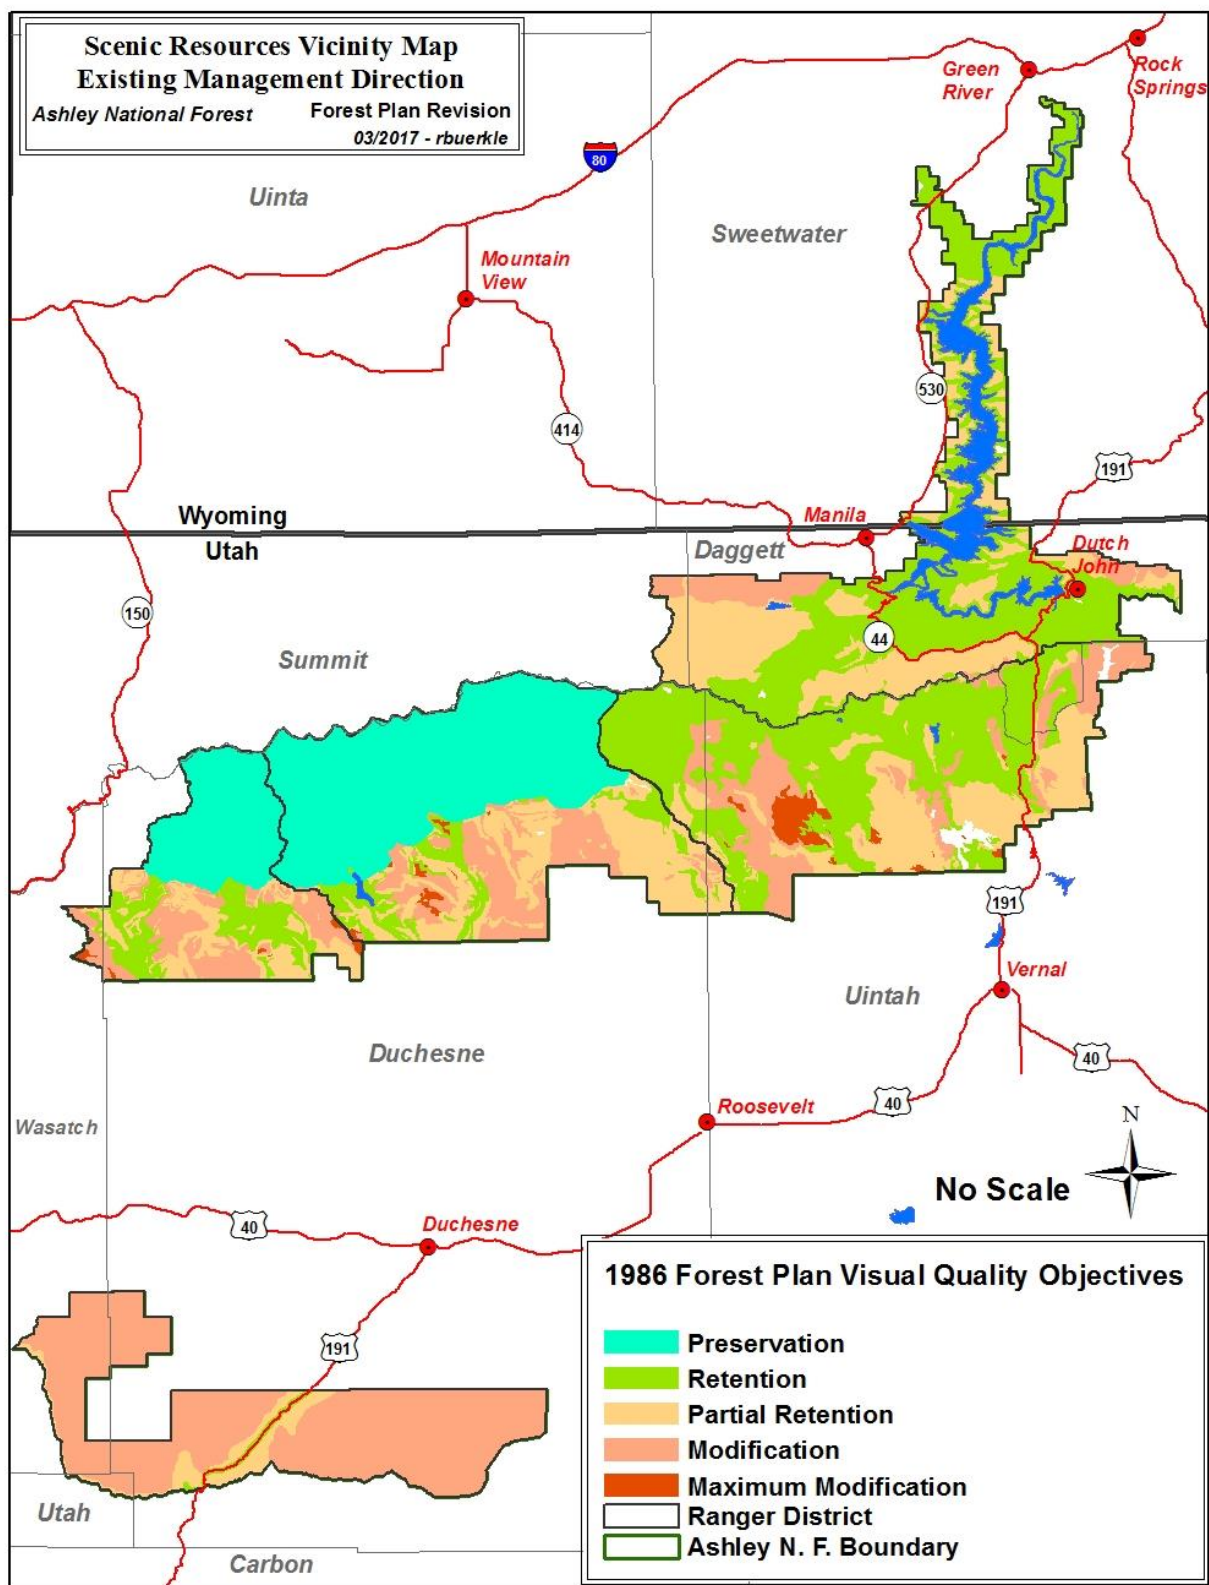 Scenic Resources Vicinity Map
Existing Management Direction
Ashley National Forest
Forest Plan Revision
03/2017 - rbuerkle
Green
River
Rock
Springs
80
Uinta
Sweetwater
Mountain
View
530
414
191
Wyoming
Utah
Manila
Daggett
Dutch
John
150
44
Summit
191
Vernal
Uintah
Duchesne
40
40
Roosevelt
Wasatch
N
No Scale
40
Duchesne
191
Utah
Carbon
1986 Forest Plan Visual Quality Objectives
Preservation
Retention
Partial Retention
Modification
Maximum Modification
Ranger District
Ashley N. F. Boundary